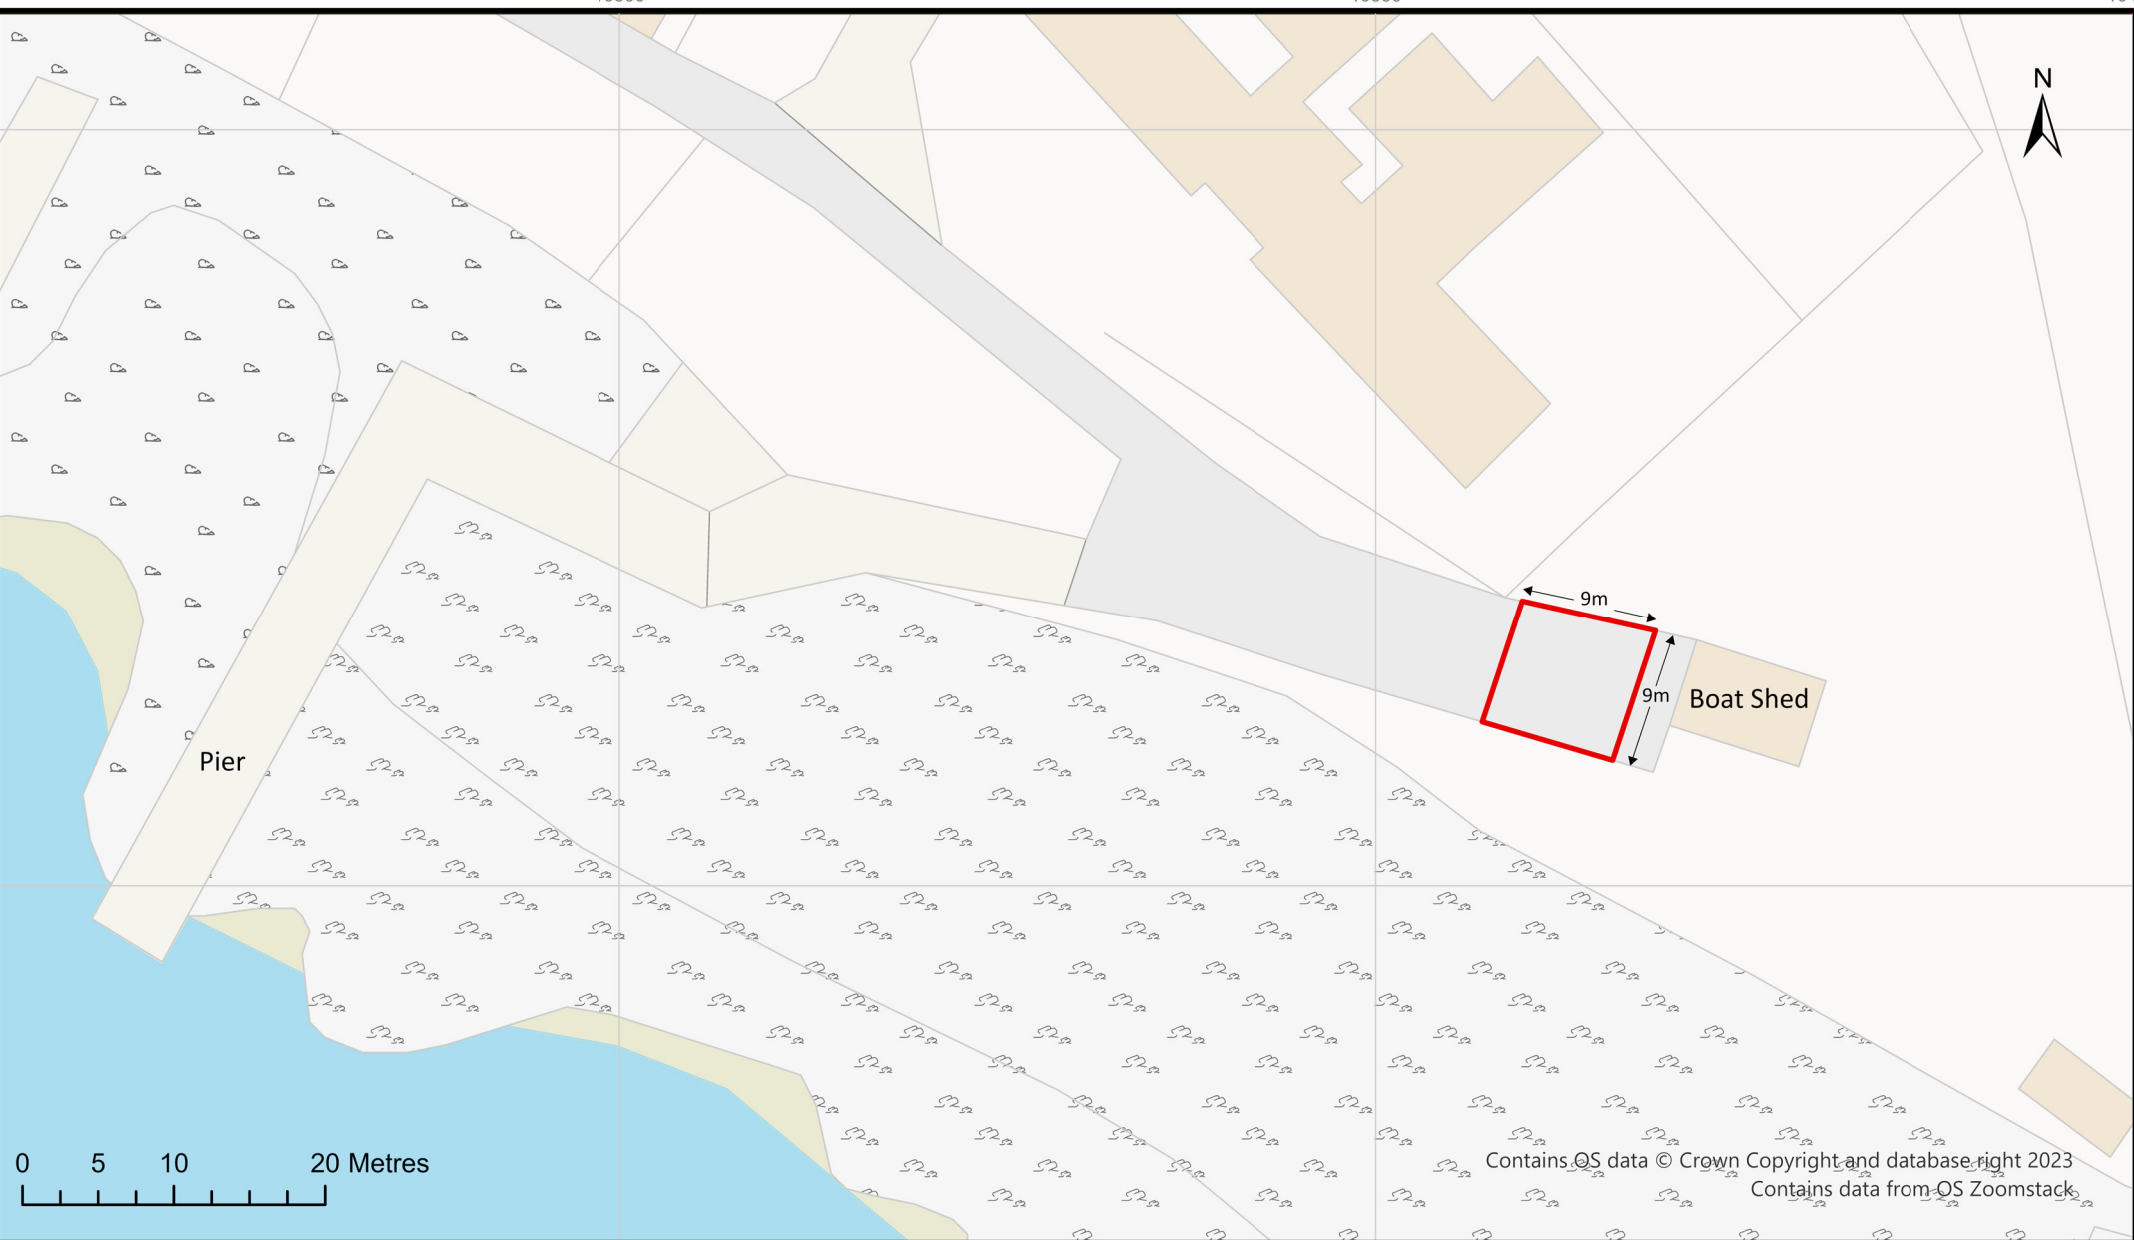 N
9m
9m
Boat Shed
Pier
0 5 10 20 Metres
Contains OS data © Crown Copyright and database right 2023
Contains data from OS Zoomstack